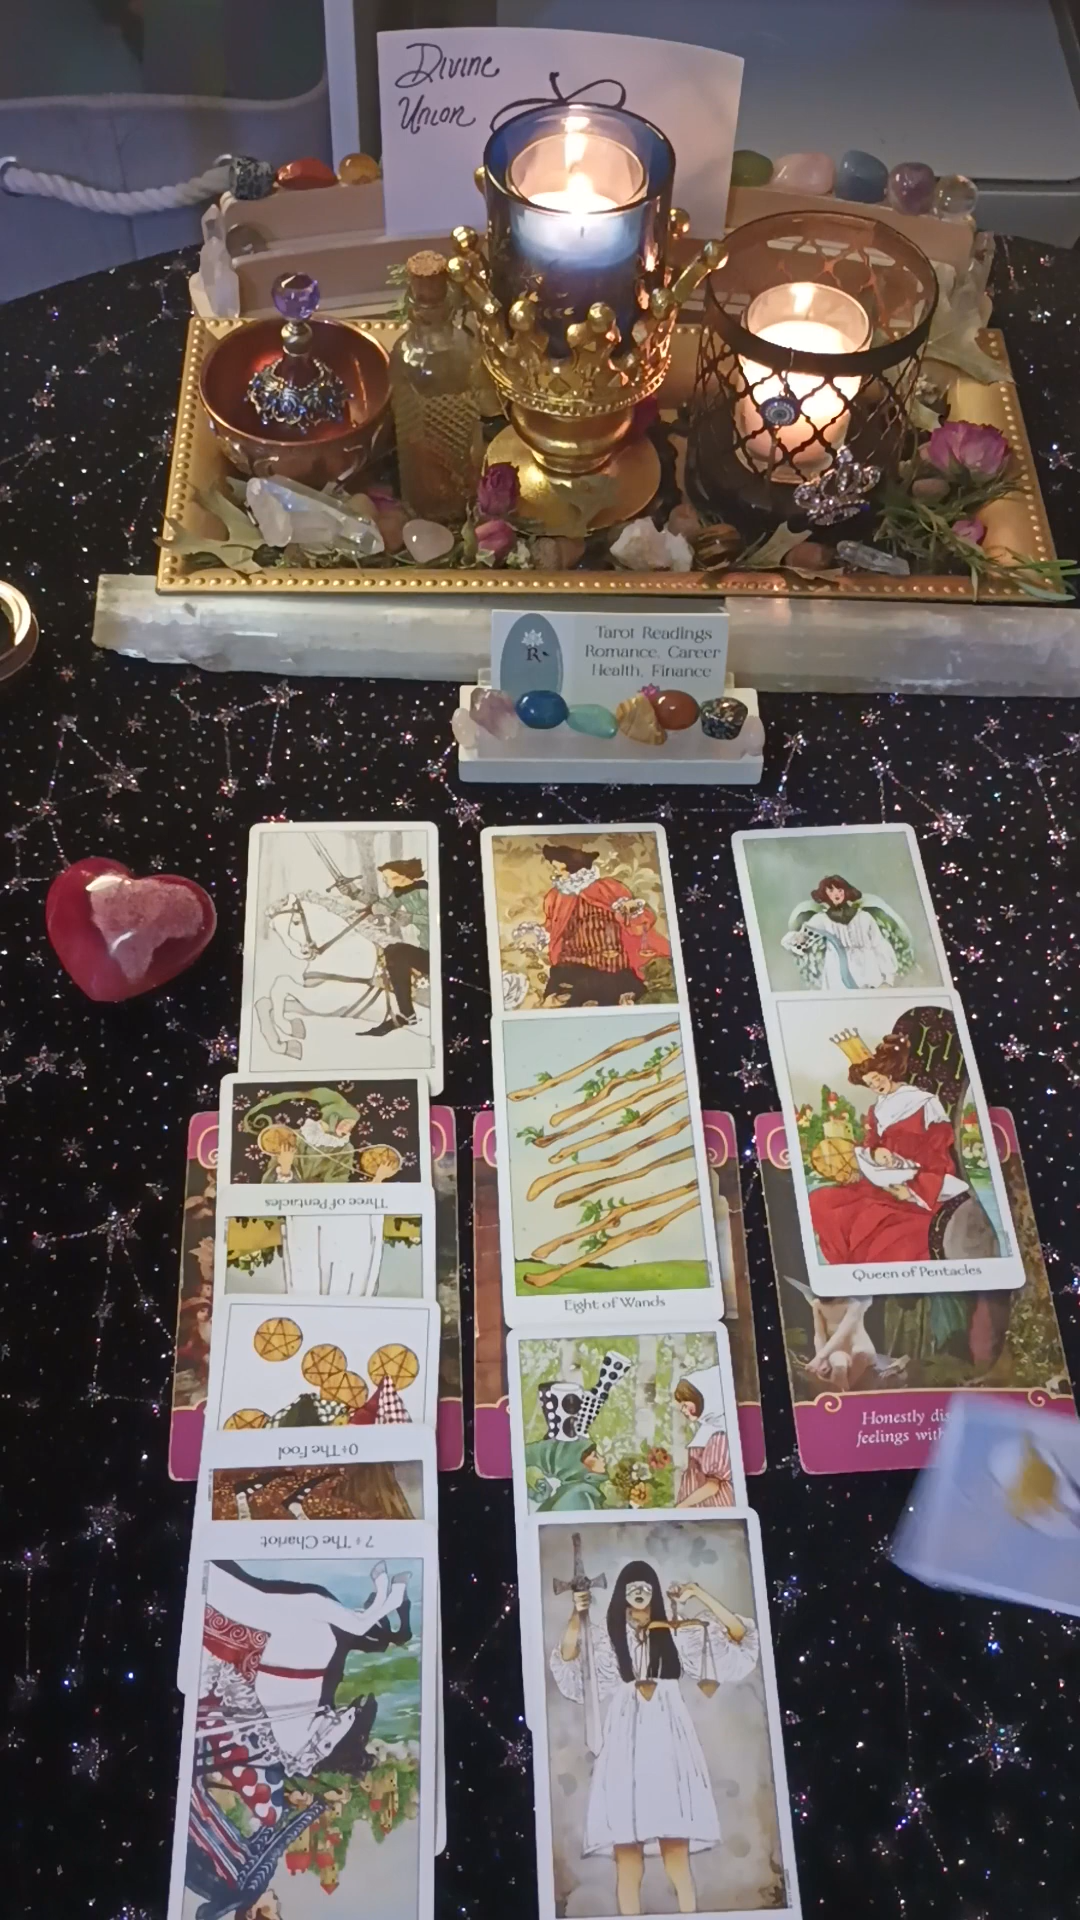 Divine
Union
R
Tarot Readings
Romance, Career
Health, Finance
Three of Pentacles
Queen of Pentacles
Eight of Wands
0 The Fool
Honestly dis
feelings with
7 The Chariot